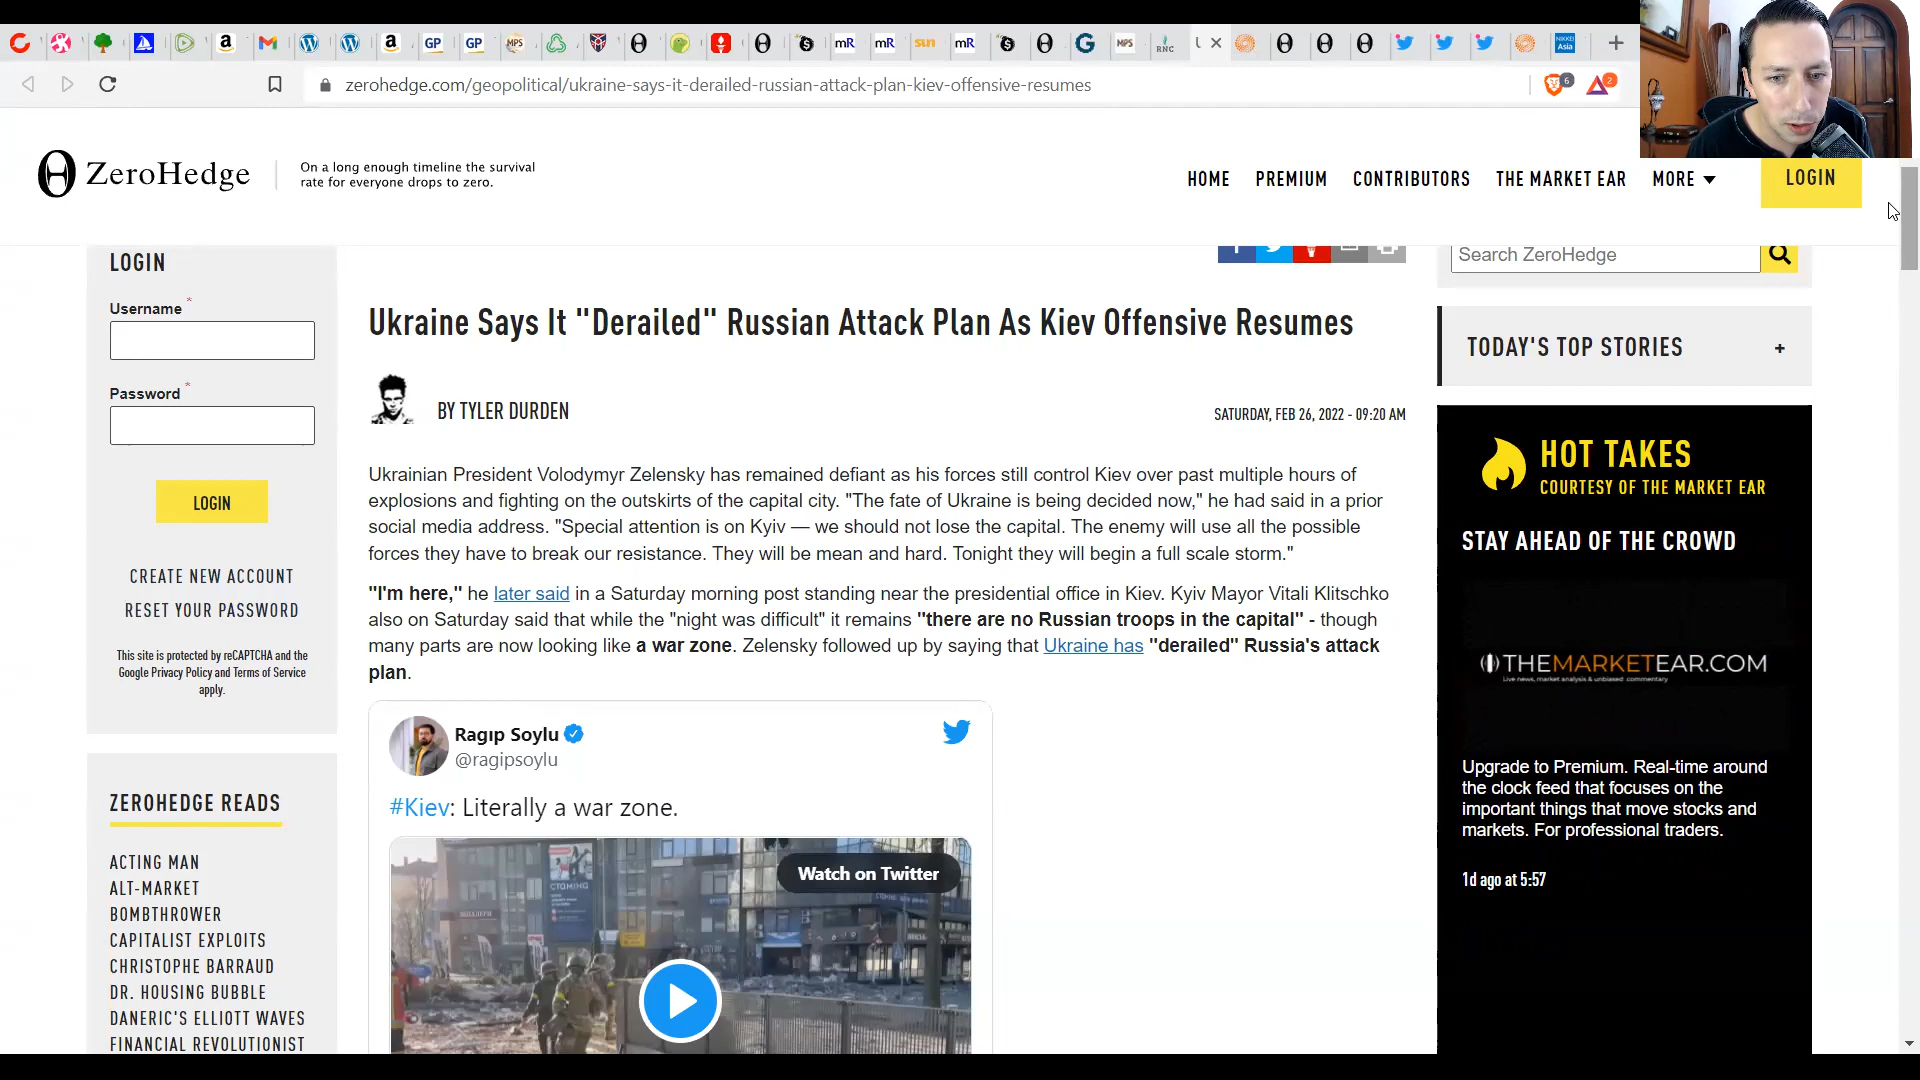 zerohedge.com/geopolitical/ukraine-says-it-derailed-russian-attack-plan-kiev-offensive-resumes
ZeroHedge
On a long enough timeline the survival
rate for everyone drops to zero.
HOME PREMIUM CONTRIBUTORS THE MARKET EAR MORE
LOGIN
LOGIN
Username *
Password *
LOGIN
CREATE NEW ACCOUNT
RESET YOUR PASSWORD
This site is protected by reCAPTCHA and the
Google Privacy Policy and Terms of Service
apply.
ZEROHEDGE READS
ACTING MAN
ALT-MARKET
BOMBTHROWER
CAPITALIST EXPLOITS
CHRISTOPHE BARRAUD
DR. HOUSING BUBBLE
DANERIC'S ELLIOTT WAVES
FINANCIAL REVOLUTIONIST
Ukraine Says It "Derailed" Russian Attack Plan As Kiev Offensive Resumes
BY TYLER DURDEN
SATURDAY, FEB 26, 2022 - 09:20 AM
Ukrainian President Volodymyr Zelensky has remained defiant as his forces still control Kiev over past multiple hours of
explosions and fighting on the outskirts of the capital city. "The fate of Ukraine is being decided now," he had said in a prior
social media address. "Special attention is on Kyiv — we should not lose the capital. The enemy will use all the possible
forces they have to break our resistance. They will be mean and hard. Tonight they will begin a full scale storm."
"I'm here," he later said in a Saturday morning post standing near the presidential office in Kiev. Kyiv Mayor Vitali Klitschko
also on Saturday said that while the "night was difficult" it remains "there are no Russian troops in the capital" - though
many parts are now looking like a war zone. Zelensky followed up by saying that Ukraine has "derailed" Russia's attack
plan.
Ragıp Soylu
@ragipsoylu
#Kiev: Literally a war zone.
Watch on Twitter
Search ZeroHedge
TODAY'S TOP STORIES +
HOT TAKES
COURTESY OF THE MARKET EAR
STAY AHEAD OF THE CROWD
THEMARKETEAR.COM
Live news, market analysis & unbiased commentary
Upgrade to Premium. Real-time around
the clock feed that focuses on the
important things that move stocks and
markets. For professional traders.
1d ago at 5:57